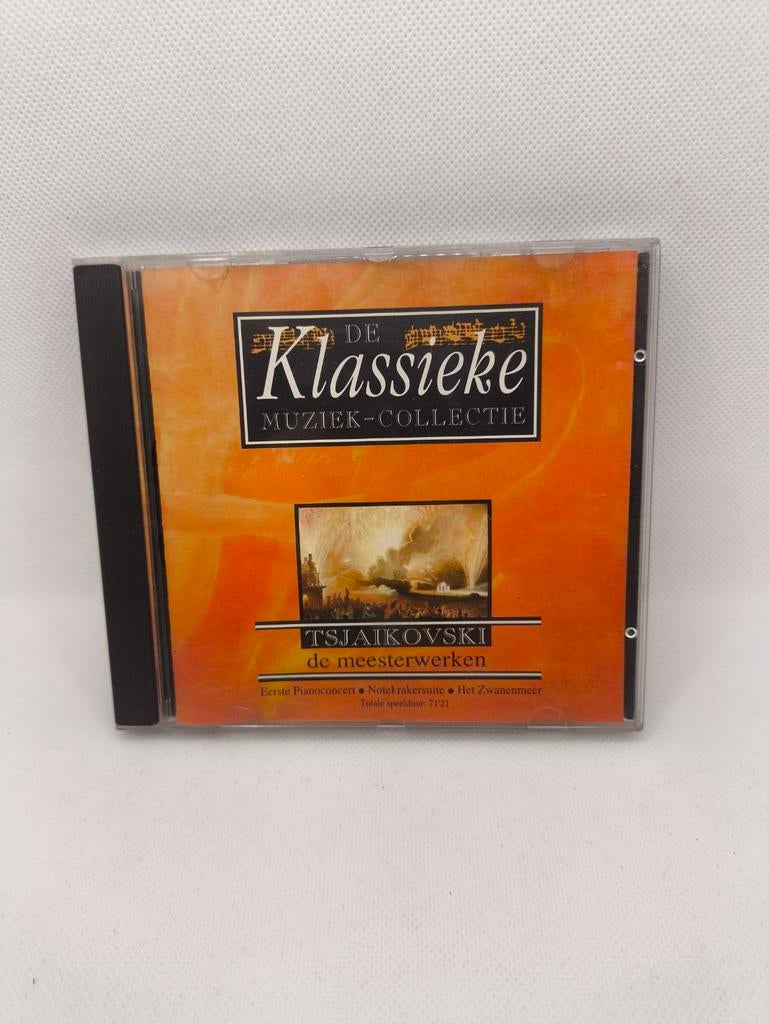 DE
Klassieke
MUZIEK-COLLECTIE
TSJAIKOVSKI
de meesterwerken
Eerste Pianoconcert ● Notekrakersuite ● Het Zwanenmeer
Totale speelduur: 71'21